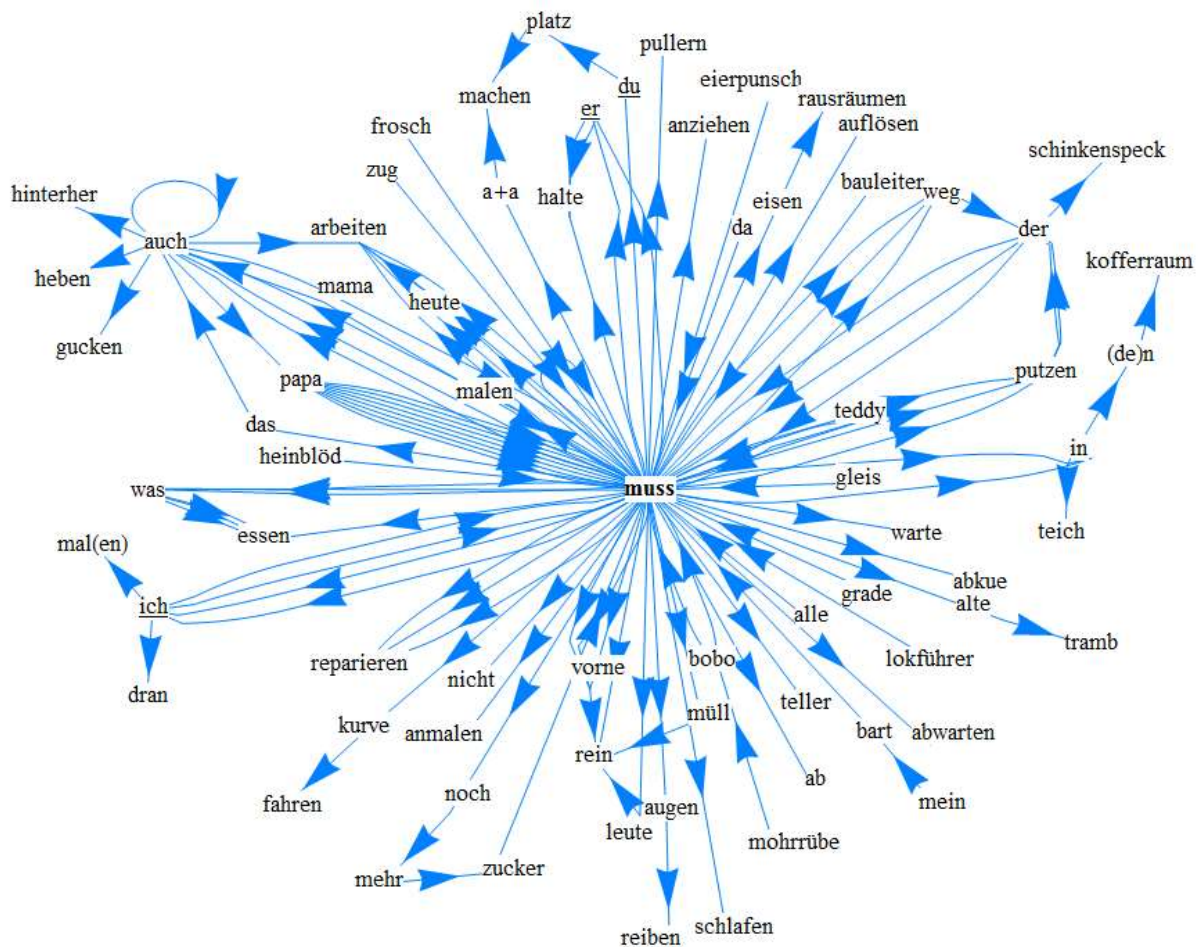 platz
pullern
du
eierpunsch
machen
er
rausräumen
frosch
anziehen
auflösen
schinkenspeck
zug
a+a
halte
eisen
bauleiter
weg
hinterher
auch
arbeiten
da
der
heben
mama
heute
kofferraum
gucken
papa
malen
putzen
(de)n
das
teddy
heinblöd
in
was
muss
gleis
essen
warte
teich
mal(en)
abkue
ich
grade
alte
alle
tramb
reparieren
vorne
bobo
lokführer
nicht
dran
teller
müll
kurve
anmalen
rein
bart
abwarten
ab
fahren
noch
augen
mein
leute
mohrrübe
mehr
zucker
schlafen
reiben